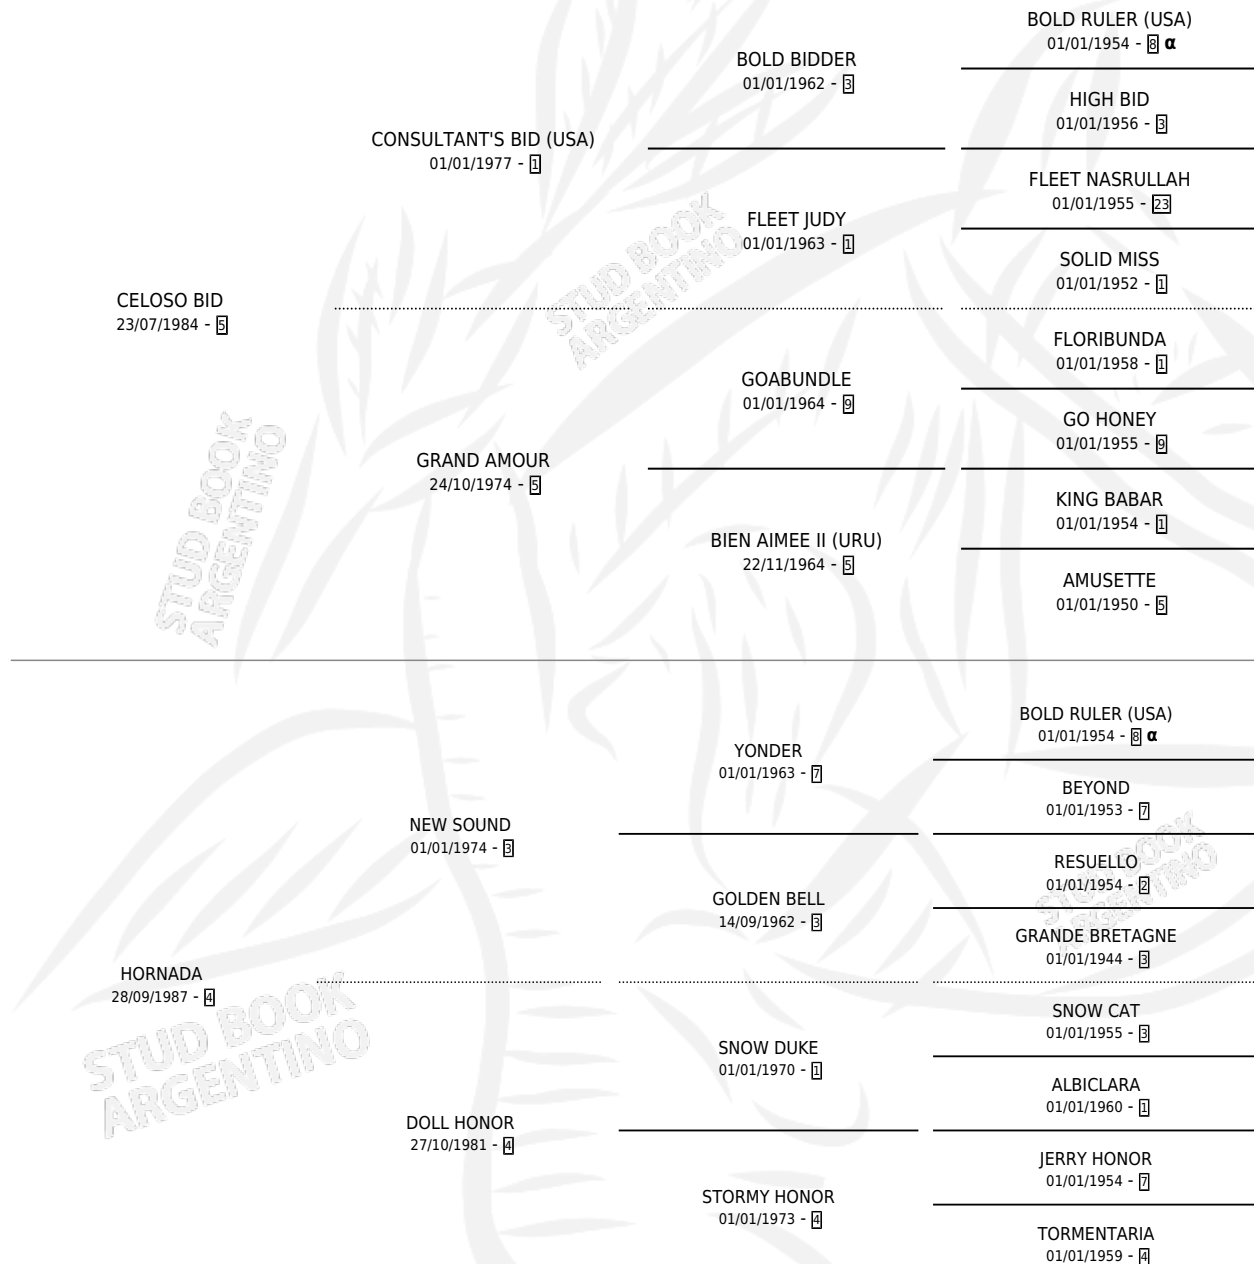 BOLD RULER (USA)
01/01/1954 - 8 α
BOLD BIDDER
01/01/1962 - 3
HIGH BID
01/01/1956 - 3
CONSULTANT'S BID (USA)
01/01/1977 - 1
FLEET NASRULLAH
01/01/1955 - 23
FLEET JUDY
01/01/1963 - 1
SOLID MISS
01/01/1952 - 1
CELOSO BID
23/07/1984 - 5
FLORIBUNDA
01/01/1958 - 1
GOABUNDLE
01/01/1964 - 9
GO HONEY
01/01/1955 - 9
GRAND AMOUR
24/10/1974 - 5
KING BABAR
01/01/1954 - 1
BIEN AIMEE II (URU)
22/11/1964 - 5
AMUSETTE
01/01/1950 - 5
BOLD RULER (USA)
01/01/1954 - 8 α
YONDER
01/01/1963 - 7
BEYOND
01/01/1953 - 7
NEW SOUND
01/01/1974 - 3
RESUELLO
01/01/1954 - 2
GOLDEN BELL
14/09/1962 - 3
GRANDE BRETAGNE
01/01/1944 - 3
HORNADA
28/09/1987 - 4
SNOW CAT
01/01/1955 - 3
SNOW DUKE
01/01/1970 - 1
ALBICLARA
01/01/1960 - 1
DOLL HONOR
27/10/1981 - 4
JERRY HONOR
01/01/1954 - 7
STORMY HONOR
01/01/1973 - 4
TORMENTARIA
01/01/1959 - 4
STUD BOOK
ARGENTINO
STUD BOOK
ARGENTINO
STUD BOOK
ARGENTINO
STUD BOOK
ARGENTINO